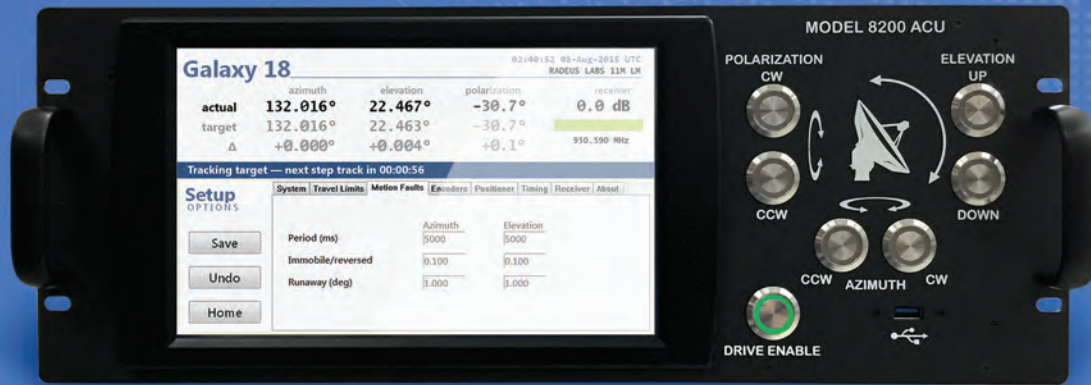 MODEL 8200 ACU
Galaxy 18
02:40:52 08-Aug-2015 UTC
RADEUS LABS 11M LM
azimuth elevation polarization receiver
actual 132.016° 22.467° -30.7° 0.0 dB
target 132.016° 22.463° -30.7°
Δ +0.000° +0.004° +0.1° 950.590 MHz
Tracking target — next step track in 00:00:56
Setup
OPTIONS
System Travel Limits Motion Faults Encoders Positioner Timing Receiver About
Azimuth Elevation
Period (ms) 5000 5000
Immobile/reversed 0.100 0.100
Runaway (deg) 1.000 1.000
Save
Undo
Home
POLARIZATION
CW
CCW
ELEVATION
UP
DOWN
CCW AZIMUTH CW
DRIVE ENABLE